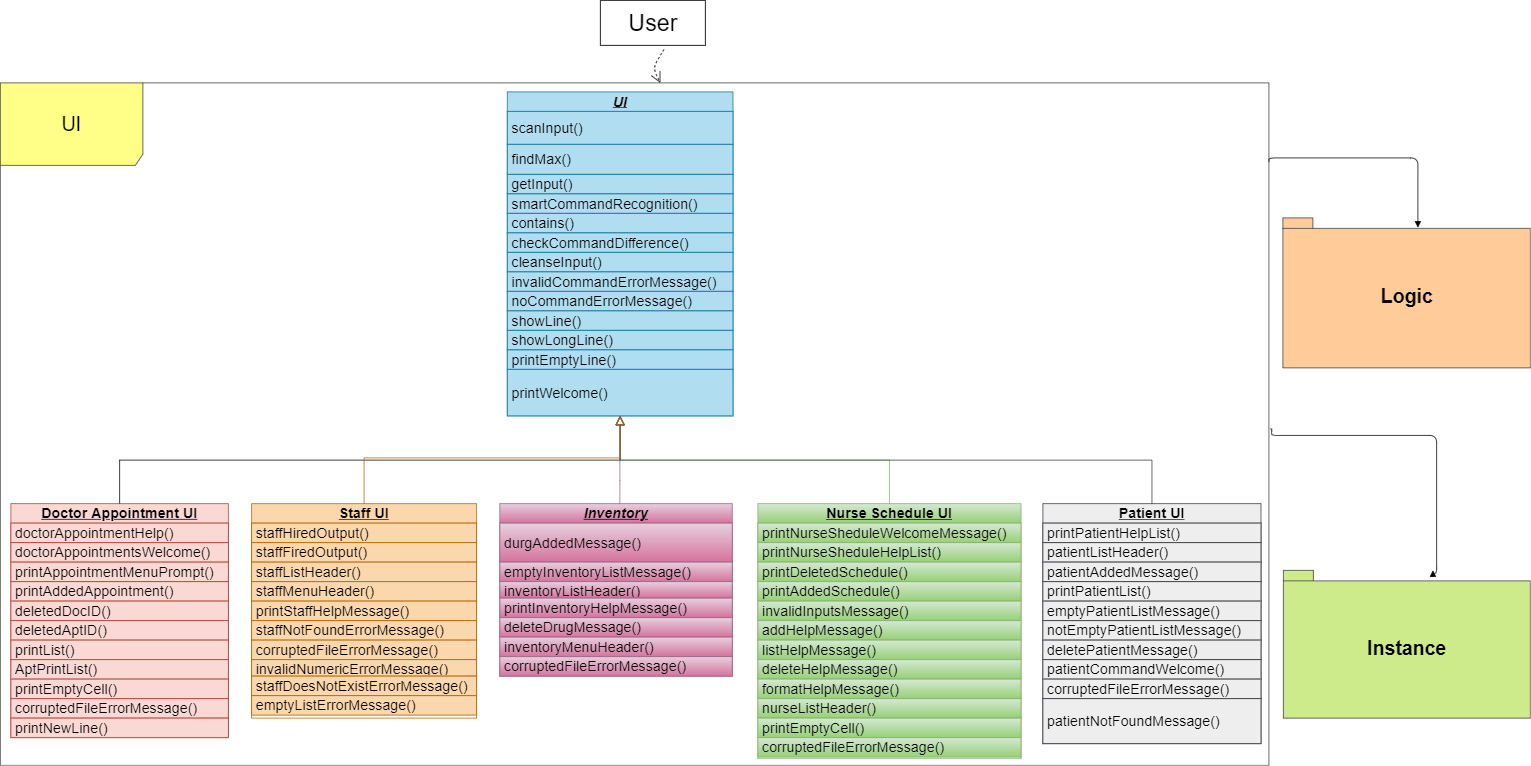 User
UI
UI
scanInput()
findMax()
getInput()
smartCommandRecognition()
contains()
checkCommandDifference()
cleanseInput()
invalidCommandErrorMessage()
noCommandErrorMessage()
showLine()
showLongLine()
printEmptyLine()
printWelcome()
Logic
Instance
Doctor Appointment UI
doctorAppointmentHelp()
doctorAppointmentsWelcome()
printAppointmentMenuPrompt()
printAddedAppointment()
deletedDocID()
deletedAptID()
printList()
AptPrintList()
printEmptyCell()
corruptedFileErrorMessage()
printNewLine()
Staff UI
staffHiredOutput()
staffFiredOutput()
staffListHeader()
staffMenuHeader()
printStaffHelpMessage()
staffNotFoundErrorMessage()
corruptedFileErrorMessage()
invalidNumericErrorMessage()
staffDoesNotExistErrorMessage()
emptyListErrorMessage()
Inventory
durgAddedMessage()
emptyInventoryListMessage()
inventoryListHeader()
printInventoryHelpMessage()
deleteDrugMessage()
inventoryMenuHeader()
corruptedFileErrorMessage()
Nurse Schedule UI
printNurseSheduleWelcomeMessage()
printNurseSheduleHelpList()
printDeletedSchedule()
printAddedSchedule()
invalidInputsMessage()
addHelpMessage()
listHelpMessage()
deleteHelpMessage()
formatHelpMessage()
nurseListHeader()
printEmptyCell()
corruptedFileErrorMessage()
Patient UI
printPatientHelpList()
patientListHeader()
patientAddedMessage()
printPatientList()
emptyPatientListMessage()
notEmptyPatientListMessage()
deletePatientMessage()
patientCommandWelcome()
corruptedFileErrorMessage()
patientNotFoundMessage()